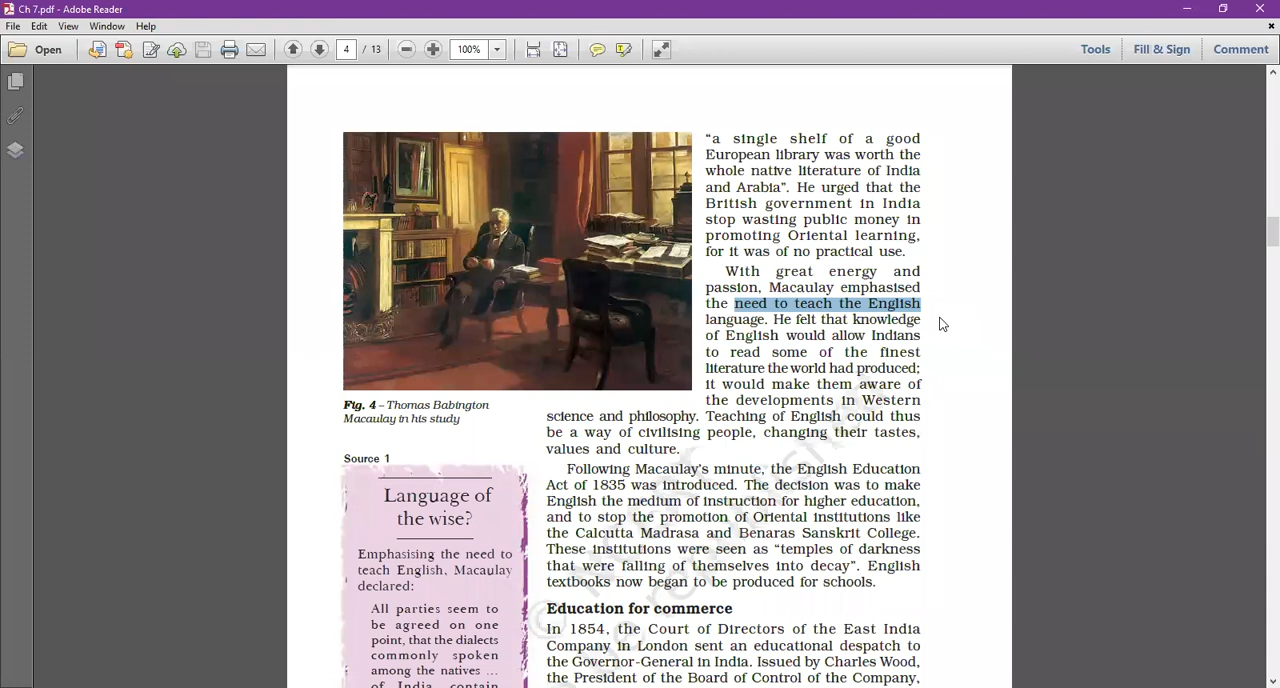 Ch 7.pdf - Adobe Reader
File Edit View Window Help
Open
4 / 13
100%
Tools
Fill & Sign
Comment
“a single shelf of a good
European library was worth the
whole native literature of India
and Arabia”. He urged that the
British government in India
stop wasting public money in
promoting Oriental learning,
for it was of no practical use.
With great energy and
passion, Macaulay emphasised
the need to teach the English
language. He felt that knowledge
of English would allow Indians
to read some of the finest
literature the world had produced;
it would make them aware of
the developments in Western
science and philosophy. Teaching of English could thus
be a way of civilising people, changing their tastes,
values and culture.
Following Macaulay’s minute, the English Education
Act of 1835 was introduced. The decision was to make
English the medium of instruction for higher education,
and to stop the promotion of Oriental institutions like
the Calcutta Madrasa and Benaras Sanskrit College.
These institutions were seen as “temples of darkness
that were falling of themselves into decay”. English
textbooks now began to be produced for schools.
Education for commerce
In 1854, the Court of Directors of the East India
Company in London sent an educational despatch to
the Governor-General in India. Issued by Charles Wood,
the President of the Board of Control of the Company,
Fig. 4 – Thomas Babington
Macaulay in his study
Source 1
Language of
the wise?
Emphasising the need to
teach English, Macaulay
declared:
All parties seem to
be agreed on one
point, that the dialects
commonly spoken
among the natives ...
of India, contain